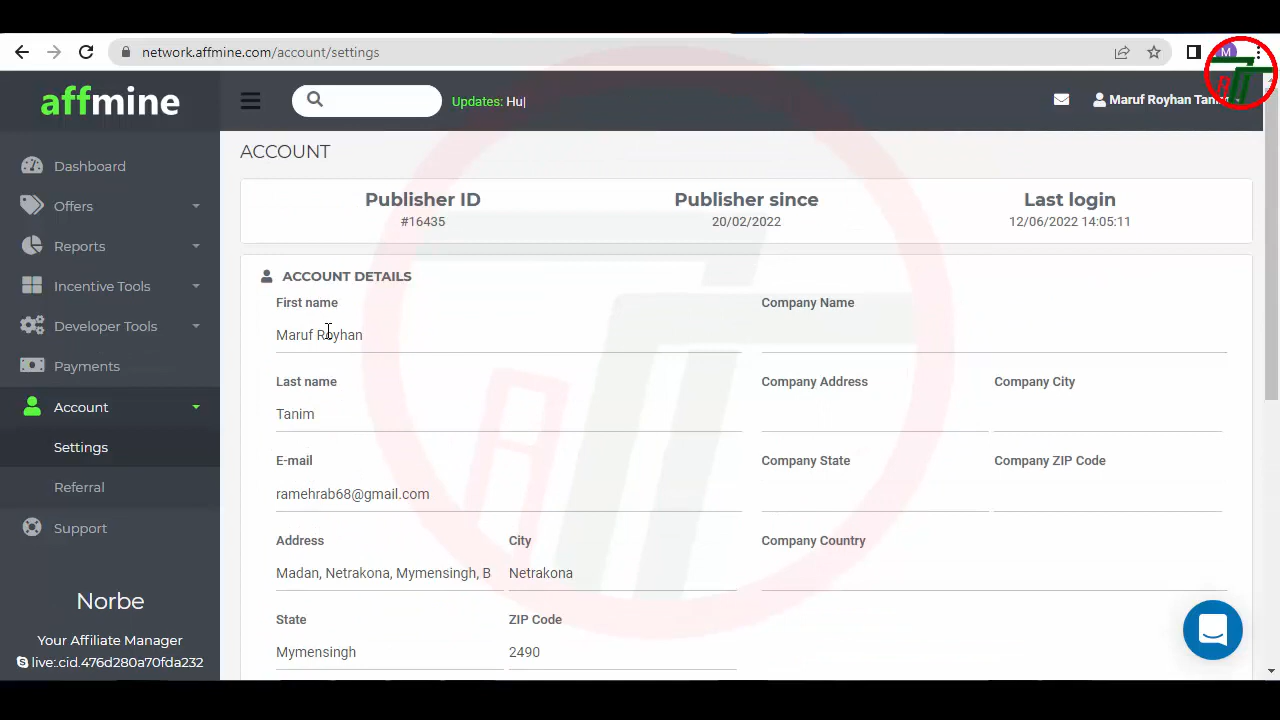 network.affmine.com/account/settings
M
affmine
Updates: Hu|
Maruf Royhan Tanim
Dashboard
Offers
Reports
Incentive Tools
Developer Tools
Payments
Account
Settings
Referral
Support
Norbe
Your Affiliate Manager
live:.cid.476d280a70fda232
ACCOUNT
Publisher ID
#16435
Publisher since
20/02/2022
Last login
12/06/2022 14:05:11
ACCOUNT DETAILS
First name
Maruf Royhan
Last name
Tanim
E-mail
ramehrab68@gmail.com
Address
Madan, Netrakona, Mymensingh, B
City
Netrakona
State
Mymensingh
ZIP Code
2490
Company Name
Company Address
Company City
Company State
Company ZIP Code
Company Country